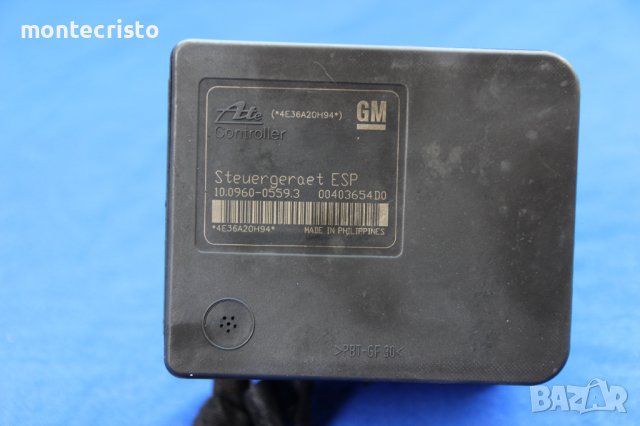 montecristo
Ate (*4E36A20H94*) GM
Controller
Steuergeraet ESP
10.0960-0559.3 00403654D0
*4E36A20H94* MADE IN PHILIPPINES
>PBT-GF 30<
BAZAR